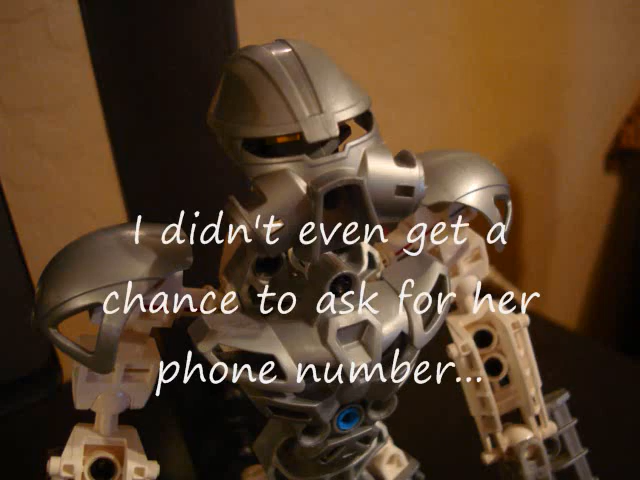 I didn't even get a
chance to ask for her
phone number...